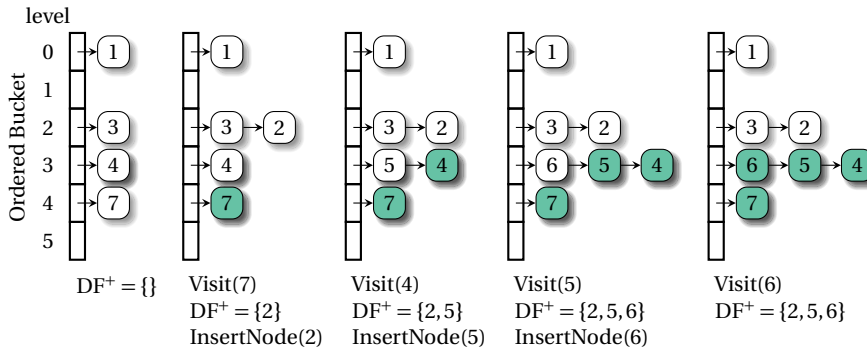 level
Ordered Bucket
0 1 1 1 1 1
1
2 3 3 2 3 2 3 2 3 2
3 4 4 5 4 6 5 4 6 5 4
4 7 7 7 7 7
5
DF⁺ = {} Visit(7) Visit(4) Visit(5) Visit(6)
DF⁺ = {2} DF⁺ = {2,5} DF⁺ = {2,5,6} DF⁺ = {2,5,6}
InsertNode(2) InsertNode(5) InsertNode(6)